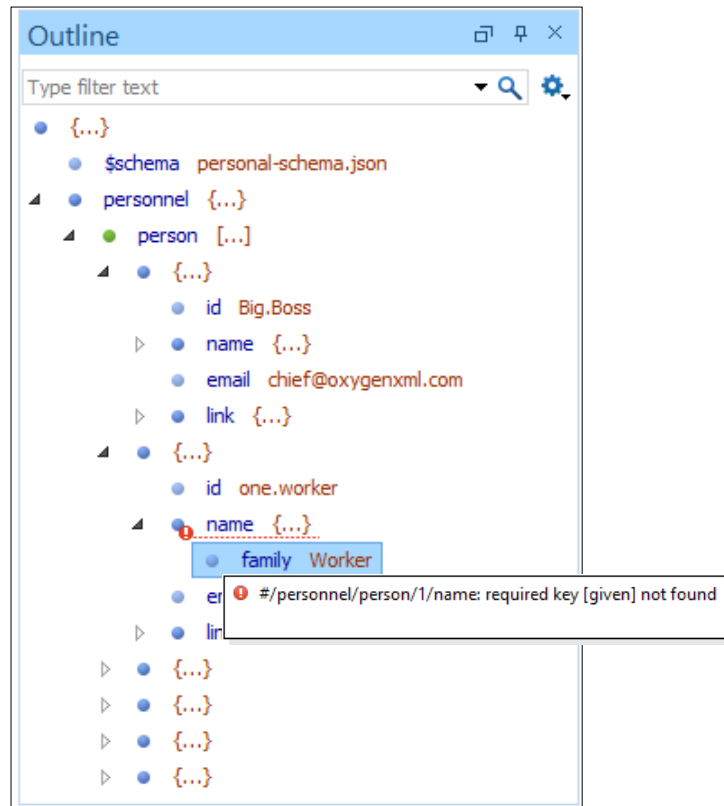 Outline
Type filter text
{...}
$schema personal-schema.json
personnel {...}
person [...]
{...}
id Big.Boss
name {...}
email chief@oxygenxml.com
link {...}
{...}
id one.worker
name {...}
family Worker
#/personnel/person/1/name: required key [given] not found
{...}
{...}
{...}
{...}